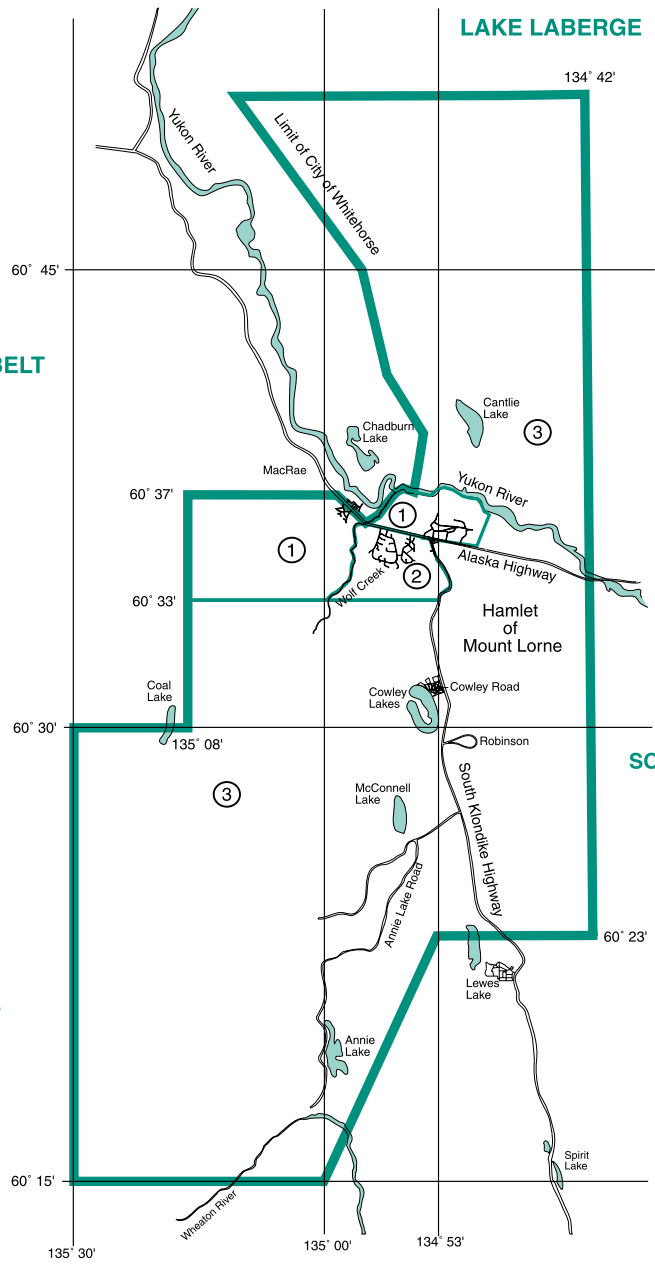 LAKE LABERGE
134° 42'
Yukon River
Limit of City of Whitehorse
60° 45'
BELT
Cantlie
Lake
Chadburn
Lake
3
MacRae
60° 37'
Yukon River
1
1
Alaska Highway
2
Wolf Creek
60° 33'
Hamlet
of
Mount Lorne
Coal
Lake
Cowley
Lakes
Cowley Road
60° 30'
135° 08'
Robinson
SO
3
McConnell
Lake
South Klondike Highway
Annie Lake Road
60° 23'
Lewes
Lake
Annie
Lake
Spirit
Lake
60° 15'
Wheaton River
135° 30'
135° 00'
134° 53'